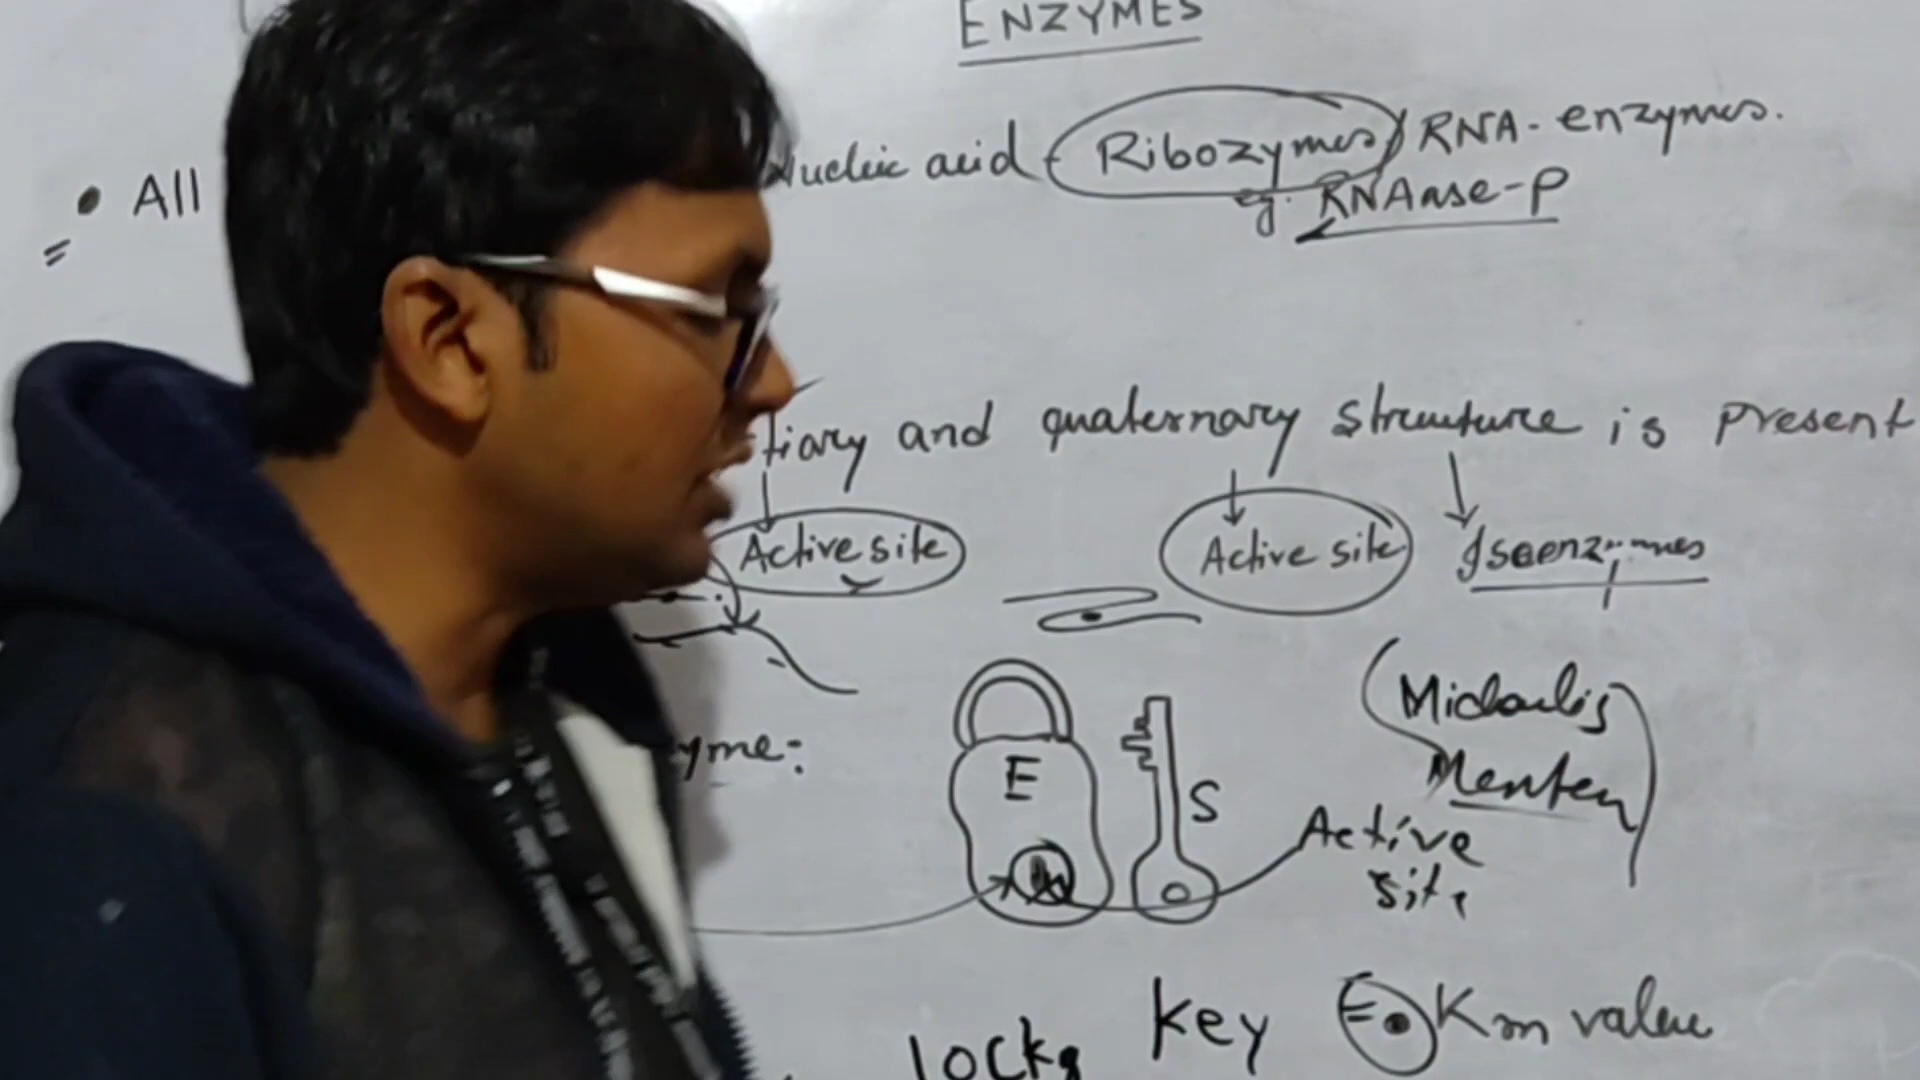 ENZYMES
• All Nucleic acid - Ribozymes / RNA-enzymes.
eg. RNAnse-P
tiary and quaternary structure is present
Active site Active site Isoenzymes
Michaelis
Menten
yme:
E
S
Active
site
lock & key E Km value